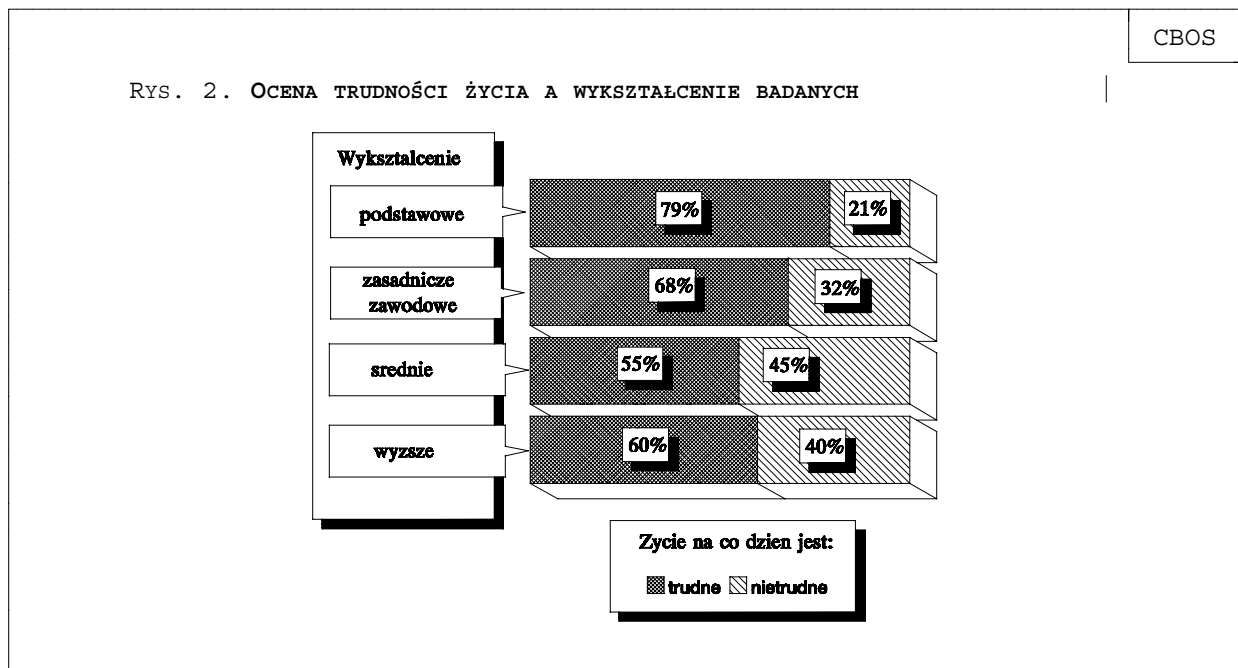 CBOS
RYS. 2. OCENA TRUDNOŚCI ŻYCIA A WYKSZTAŁCENIE BADANYCH
Wyksztalcenie
podstawowe
79%
21%
zasadnicze
zawodowe
68%
32%
srednie
55%
45%
wyzsze
60%
40%
Zycie na co dzien jest:
trudne nietrudne